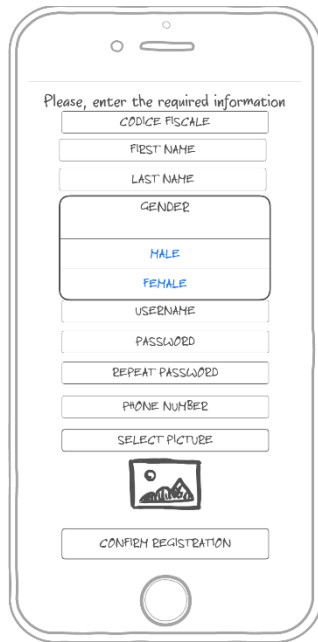 Please, enter the required information
CODICE FISCALE
FIRST NAME
LAST NAME
GENDER
MALE
FEMALE
USERNAME
PASSWORD
REPEAT PASSWORD
PHONE NUMBER
SELECT PICTURE
CONFIRM REGISTRATION